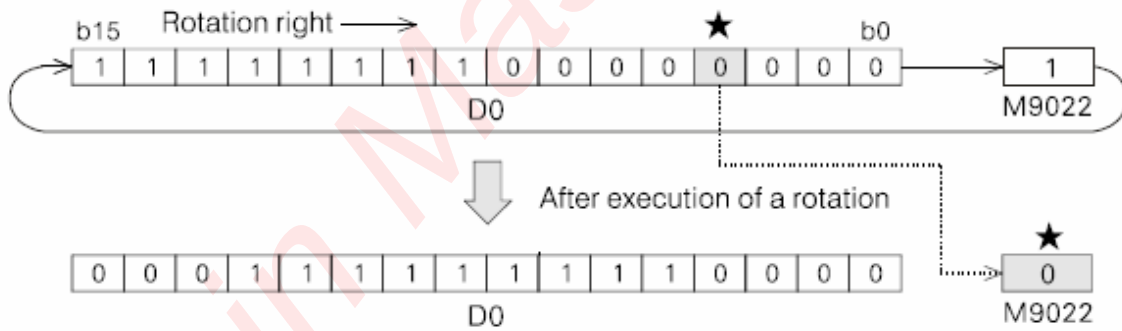 Rotation right
★
b15
b0
1 1 1 1 1 1 1 1 0 0 0 0 0 0 0 0
1
D0
M9022
After execution of a rotation
★
0 0 0 1 1 1 1 1 1 1 1 1 0 0 0 0
0
D0
M9022
in Mas